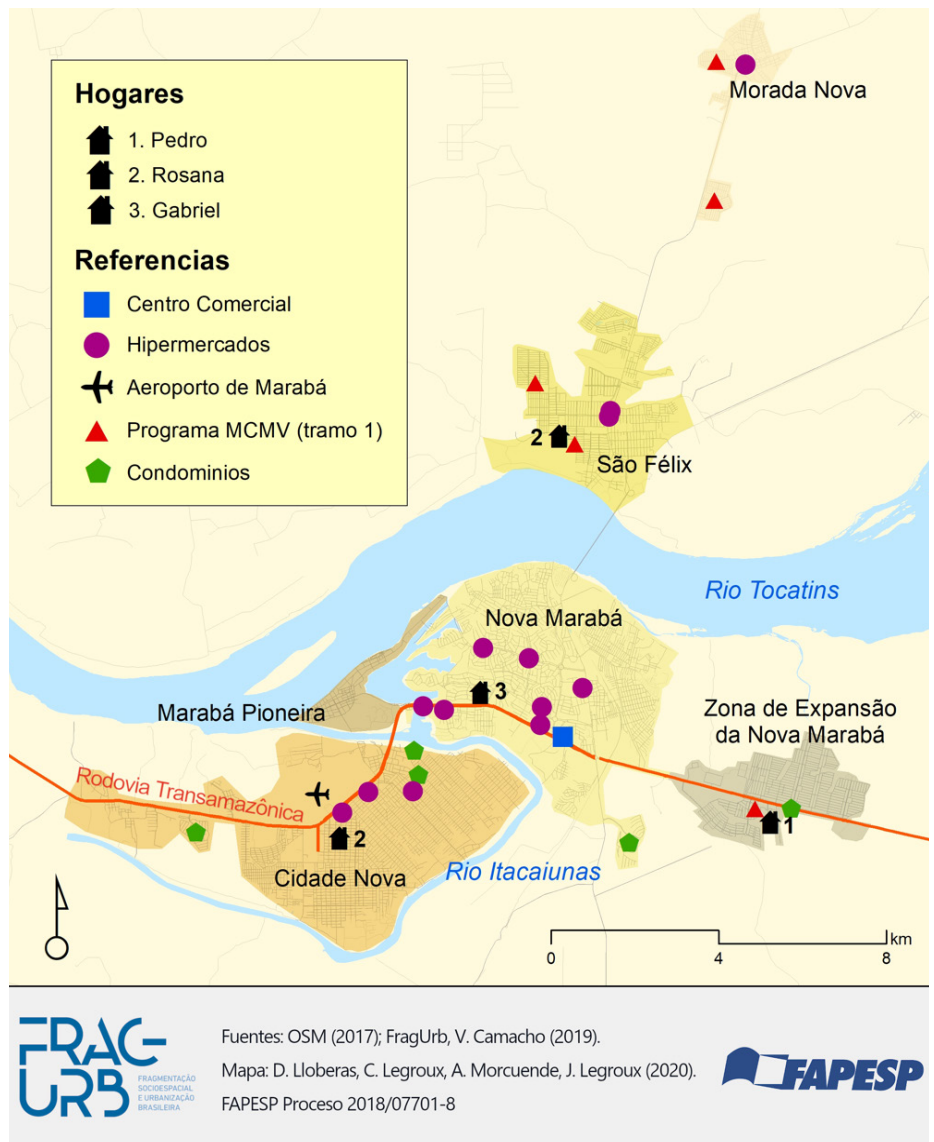 Hogares
1. Pedro
2. Rosana
3. Gabriel
Referencias
Centro Comercial
Hipermercados
Aeroporto de Marabá
Programa MCMV (tramo 1)
Condominios
Morada Nova
2
São Félix
Rio Tocatins
Nova Marabá
3
Marabá Pioneira
Zona de Expansão
da Nova Marabá
Rodovia Transamazônica
1
2
Cidade Nova
Rio Itacaiunas
km
0 4 8
FRAG-
URB
FRAGMENTAÇÃO
SOCIOESPACIAL
E URBANIZAÇÃO
BRASILEIRA
Fuentes: OSM (2017); FragUrb, V. Camacho (2019).
Mapa: D. Lloberas, C. Legroux, A. Morcuende, J. Legroux (2020).
FAPESP Proceso 2018/07701-8
FAPESP